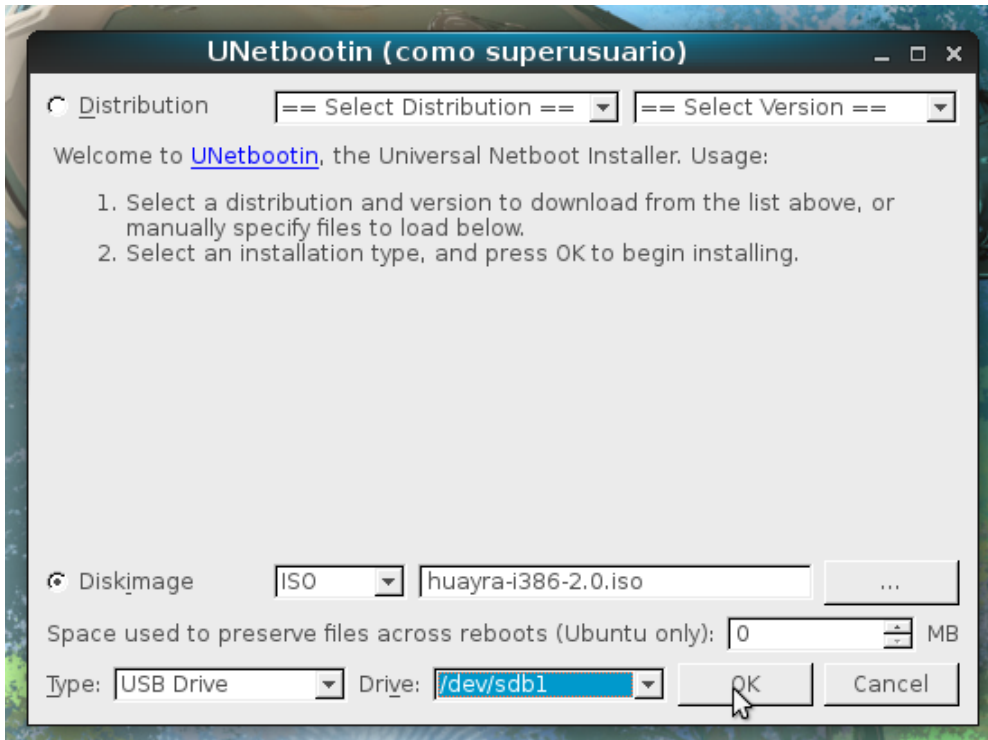 UNetbootin (como superusuario)
Distribution == Select Distribution == == Select Version ==
Welcome to UNetbootin, the Universal Netboot Installer. Usage:
1. Select a distribution and version to download from the list above, or
manually specify files to load below.
2. Select an installation type, and press OK to begin installing.
Diskimage ISO huayra-i386-2.0.iso ...
Space used to preserve files across reboots (Ubuntu only): 0 MB
Type: USB Drive Drive: /dev/sdb1 OK Cancel